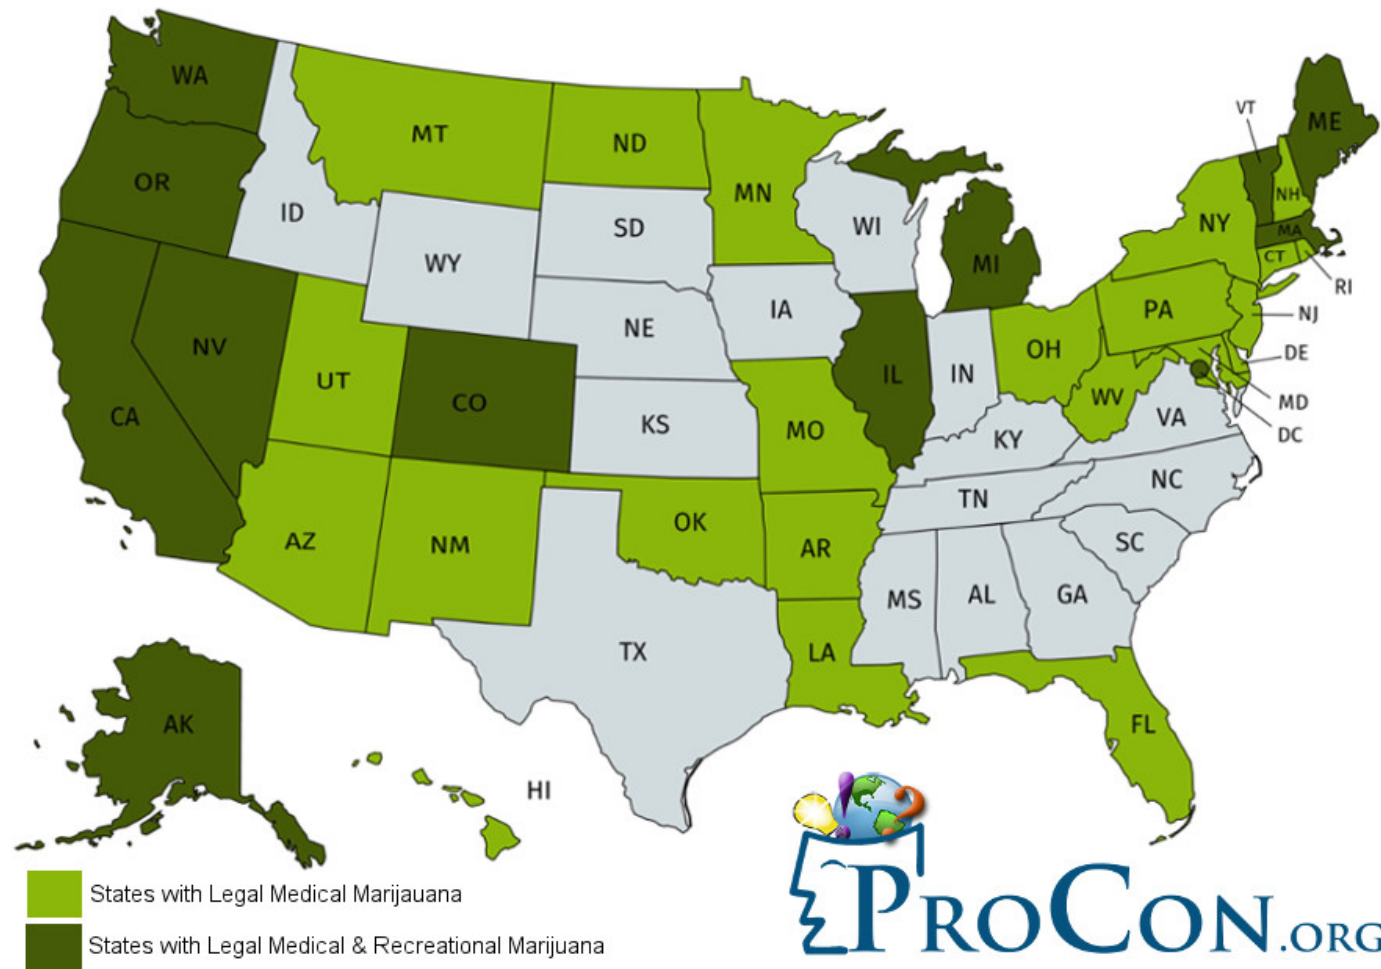 WA
VT
ME
MT
ND
OR
MN
NH
ID
SD
WI
NY
MA
CT
WY
MI
RI
IA
PA
NJ
NE
NV
OH
DE
UT
IN
IL
CO
WV
MD
CA
KS
MO
VA
DC
KY
NC
TN
OK
AZ
NM
AR
SC
MS
AL
GA
TX
LA
AK
FL
HI
States with Legal Medical Marijauana
States with Legal Medical & Recreational Marijuana
PROCON.ORG